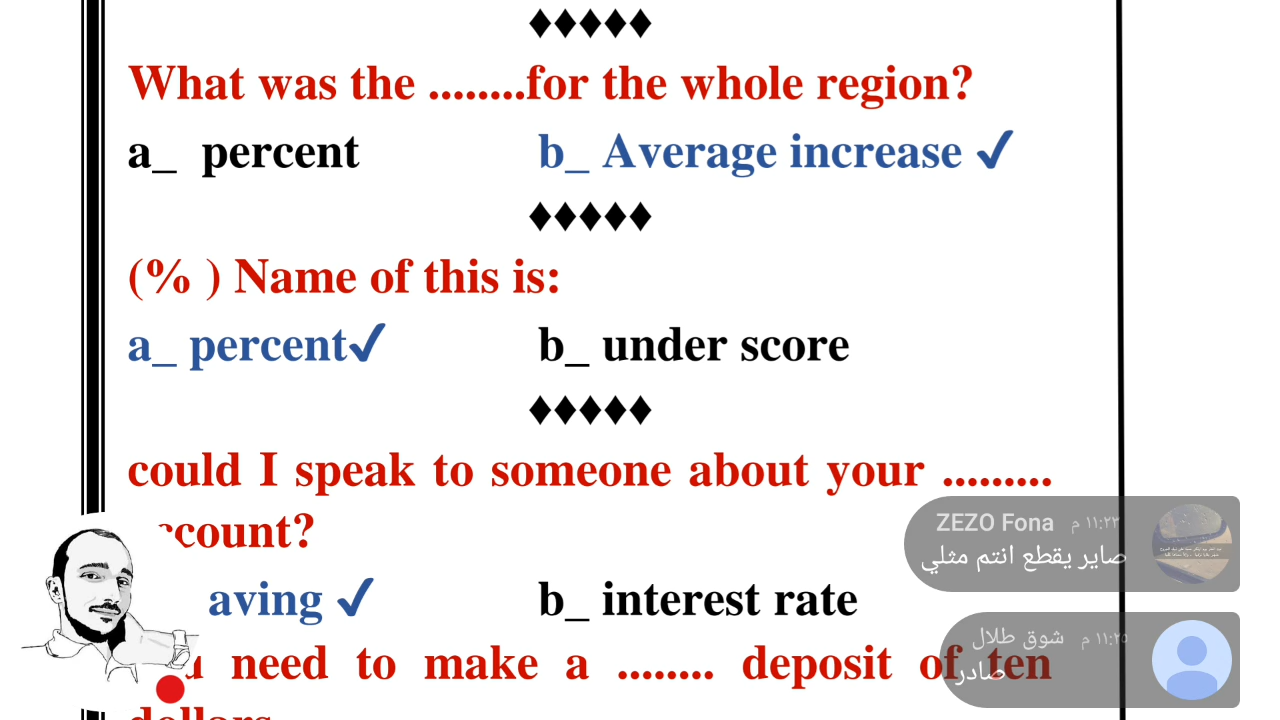 What was the ........for the whole region?
a_ percent b_ Average increase ✓
(% ) Name of this is:
a_ percent✓ b_ under score
could I speak to someone about your .........
ccount?
aving ✓ b_ interest rate
need to make a ........ deposit of ten
dollars
ZEZO Fona ١١:٢٣ م
صاير يقطع انتم مثلي
شوق طلال ١١:٢٥ م
صادر